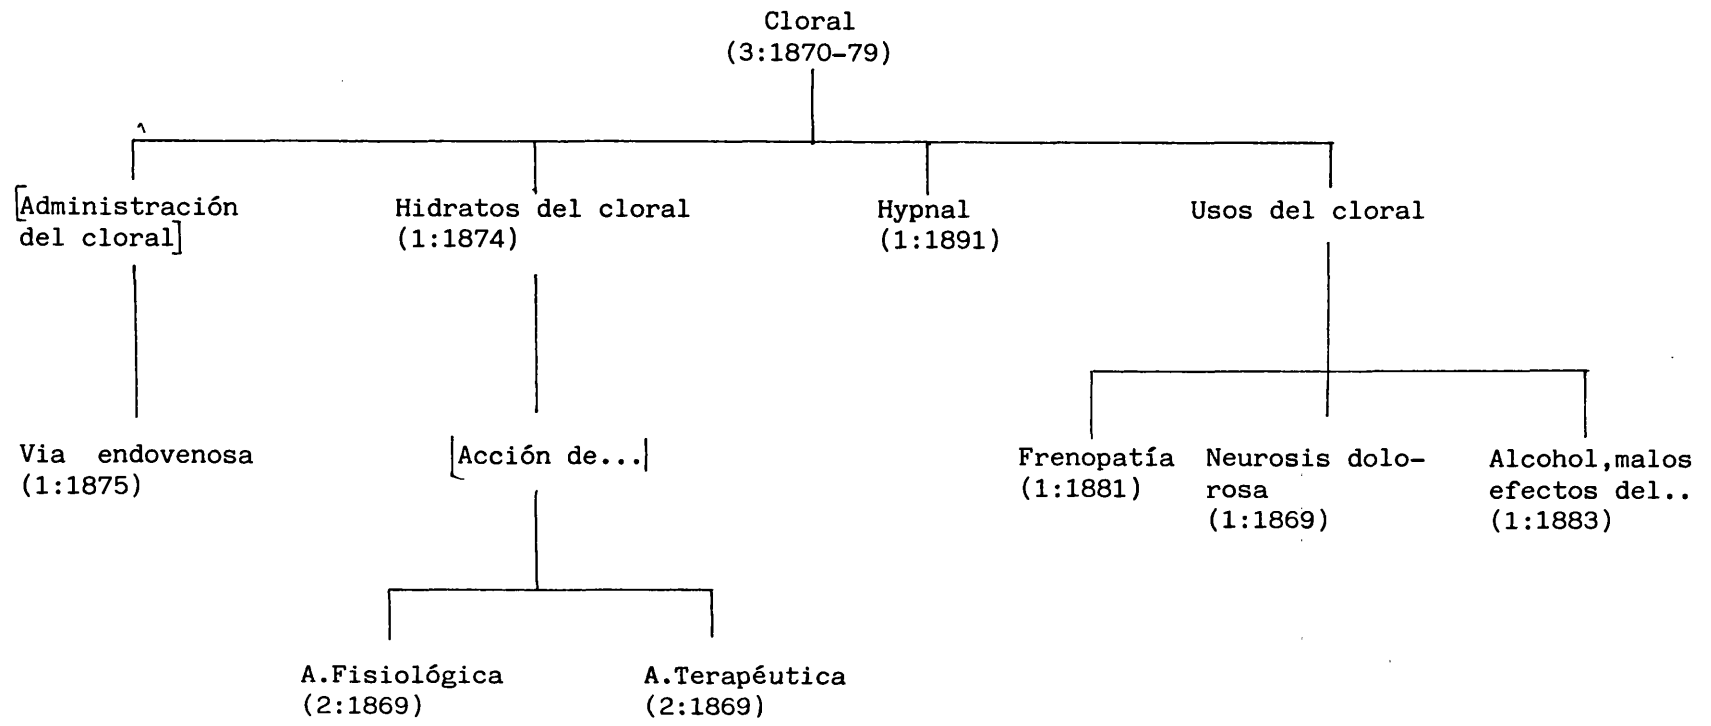 Cloral
(3:1870-79)
[Administración
del cloral]
Hidratos del cloral
(1:1874)
Hypnal
(1:1891)
Usos del cloral
Via endovenosa
(1:1875)
[Acción de...]
Frenopatía
(1:1881)
Neurosis dolo-
rosa
(1:1869)
Alcohol,malos
efectos del..
(1:1883)
A.Fisiológica
(2:1869)
A.Terapéutica
(2:1869)